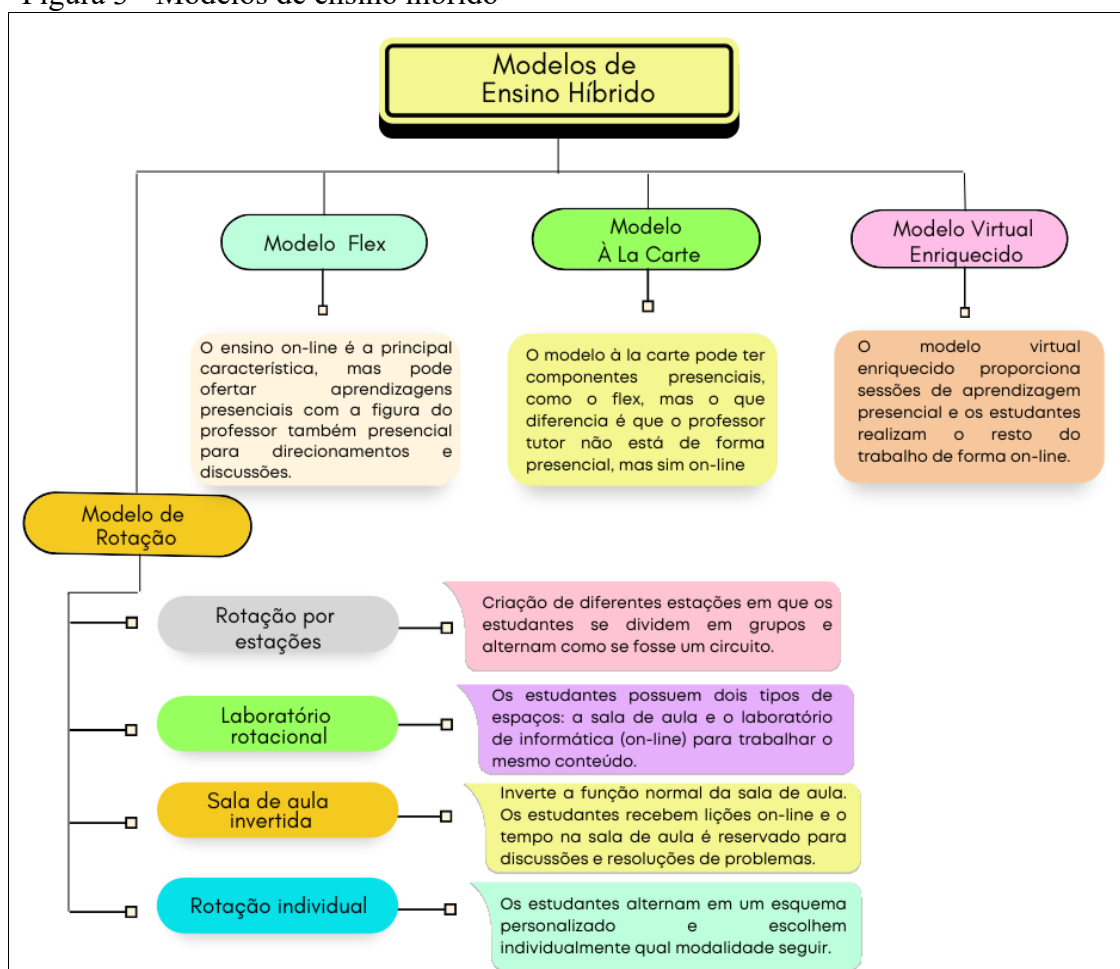 Figura 3 - Modelos de ensino híbrido
Modelos de
Ensino Híbrido
Modelo Flex
Modelo
À La Carte
Modelo Virtual
Enriquecido
O ensino on-line é a principal
característica, mas pode
ofertar aprendizagens
presenciais com a figura do
professor também presencial
para direcionamentos e
discussões.
O modelo à la carte pode ter
componentes presenciais,
como o flex, mas o que
diferencia é que o professor
tutor não está de forma
presencial, mas sim on-line
O modelo virtual
enriquecido proporciona
sessões de aprendizagem
presencial e os estudantes
realizam o resto do
trabalho de forma on-line.
Modelo de
Rotação
Rotação por
estações
Criação de diferentes estações em que os
estudantes se dividem em grupos e
alternam como se fosse um circuito.
Laboratório
rotacional
Os estudantes possuem dois tipos de
espaços: a sala de aula e o laboratório
de informática (on-line) para trabalhar o
mesmo conteúdo.
Sala de aula
invertida
Inverte a função normal da sala de aula.
Os estudantes recebem lições on-line e o
tempo na sala de aula é reservado para
discussões e resoluções de problemas.
Rotação individual
Os estudantes alternam em um esquema
personalizado e escolhem
individualmente qual modalidade seguir.